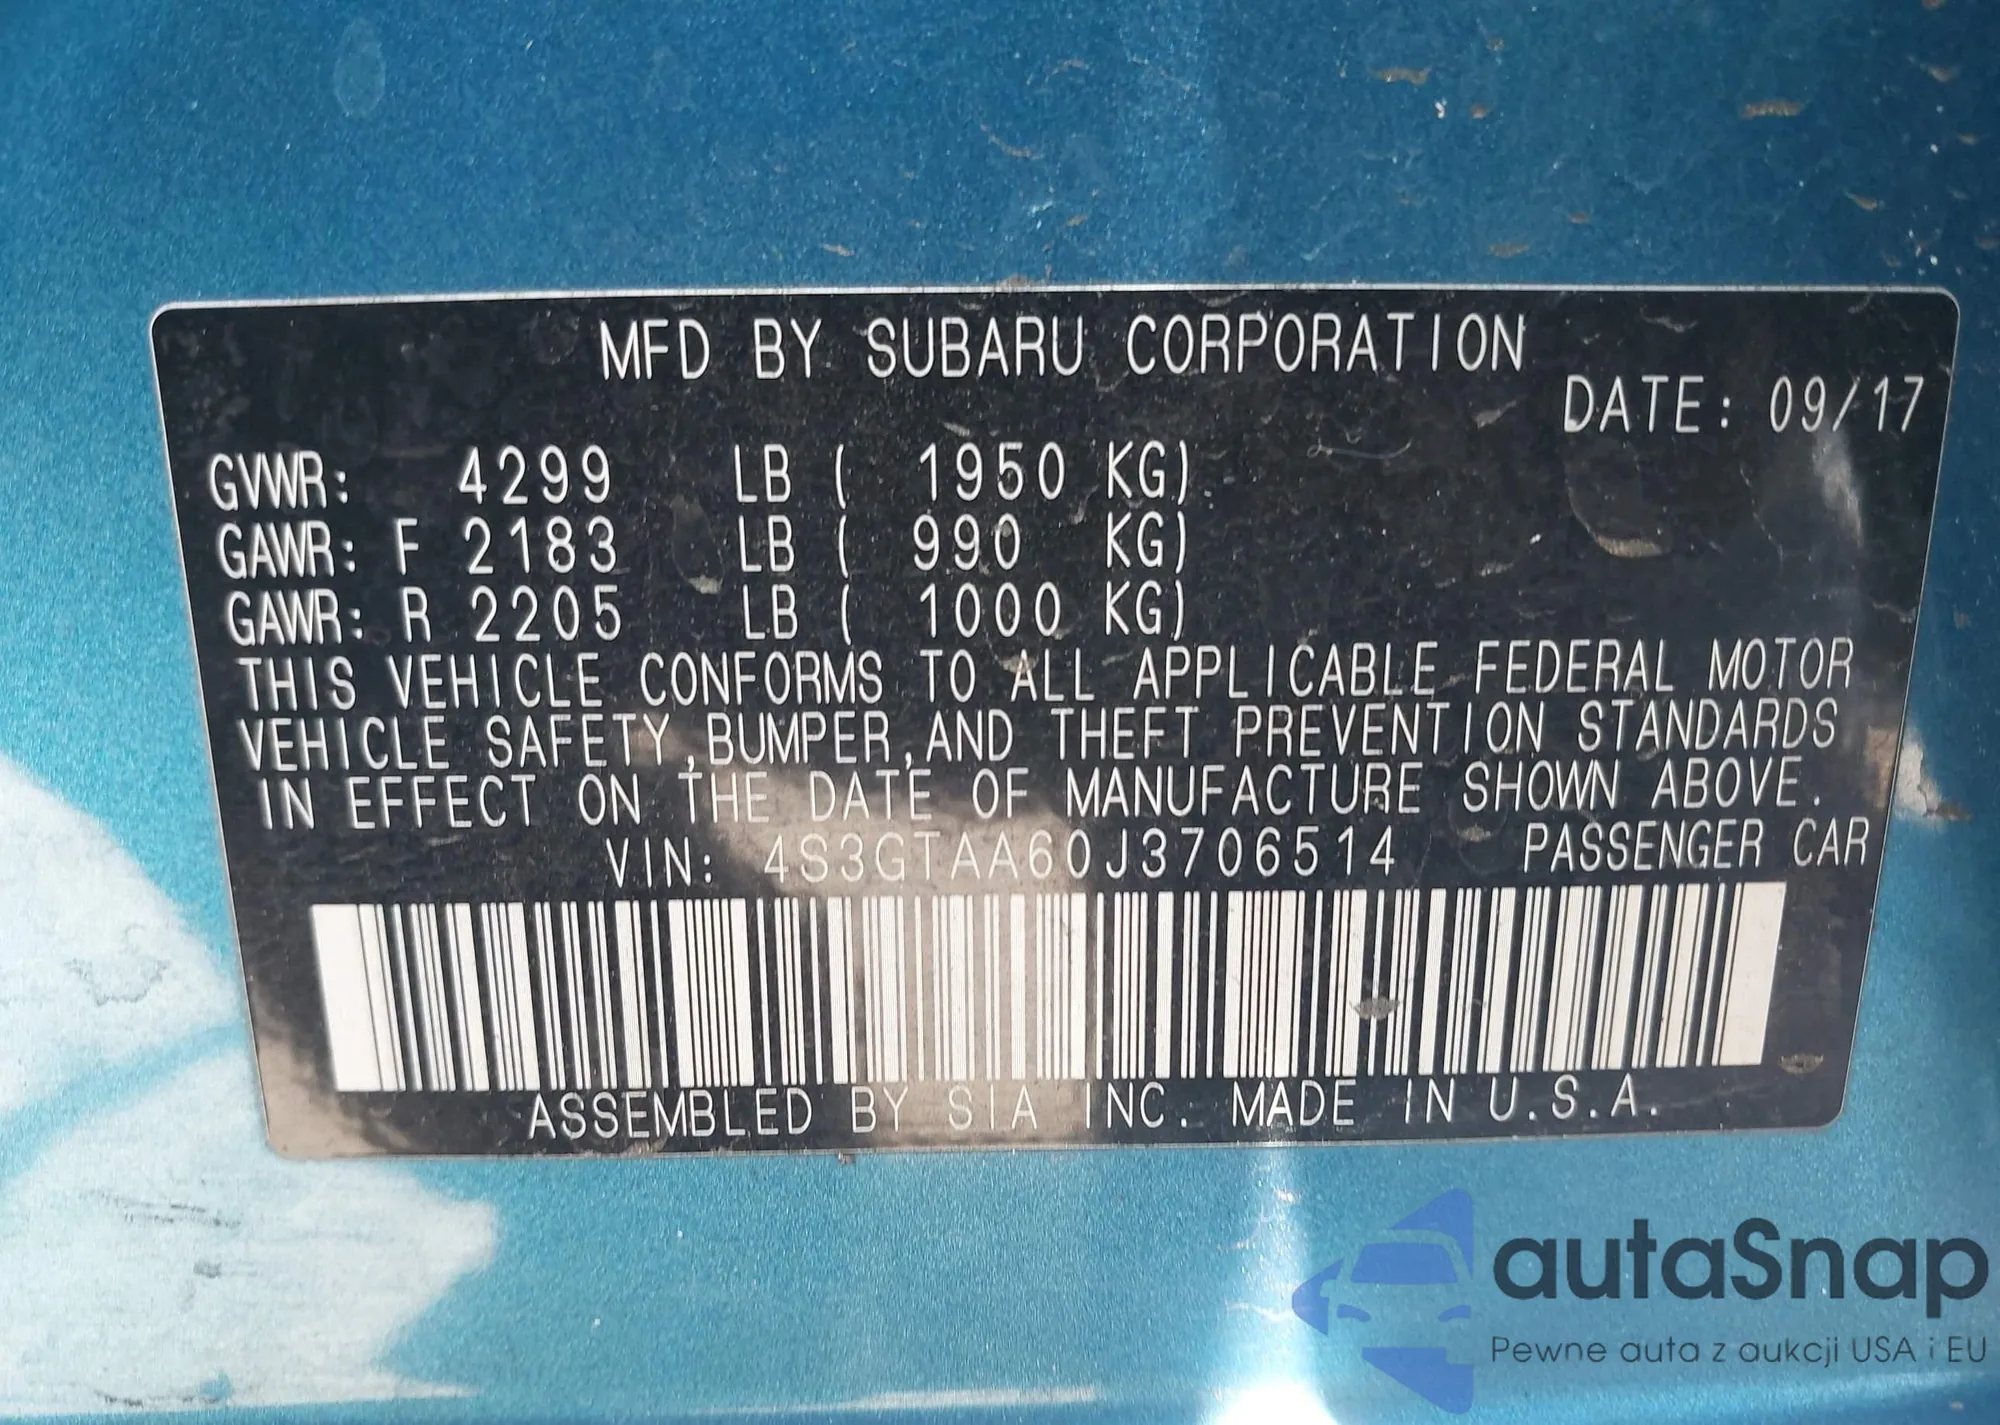 MFD BY SUBARU CORPORATION
DATE: 09/17
GVWR: 4299 LB ( 1950 KG)
GAWR: F 2183 LB ( 990 KG)
GAWR: R 2205 LB ( 1000 KG)
THIS VEHICLE CONFORMS TO ALL APPLICABLE FEDERAL MOTOR
VEHICLE SAFETY,BUMPER,AND THEFT PREVENTION STANDARDS
IN EFFECT ON THE DATE OF MANUFACTURE SHOWN ABOVE.
VIN: 4S3GTAA60J3706514 PASSENGER CAR
ASSEMBLED BY SIA INC. MADE IN U.S.A.
autaSnap
Pewne auta z aukcji USA i EU